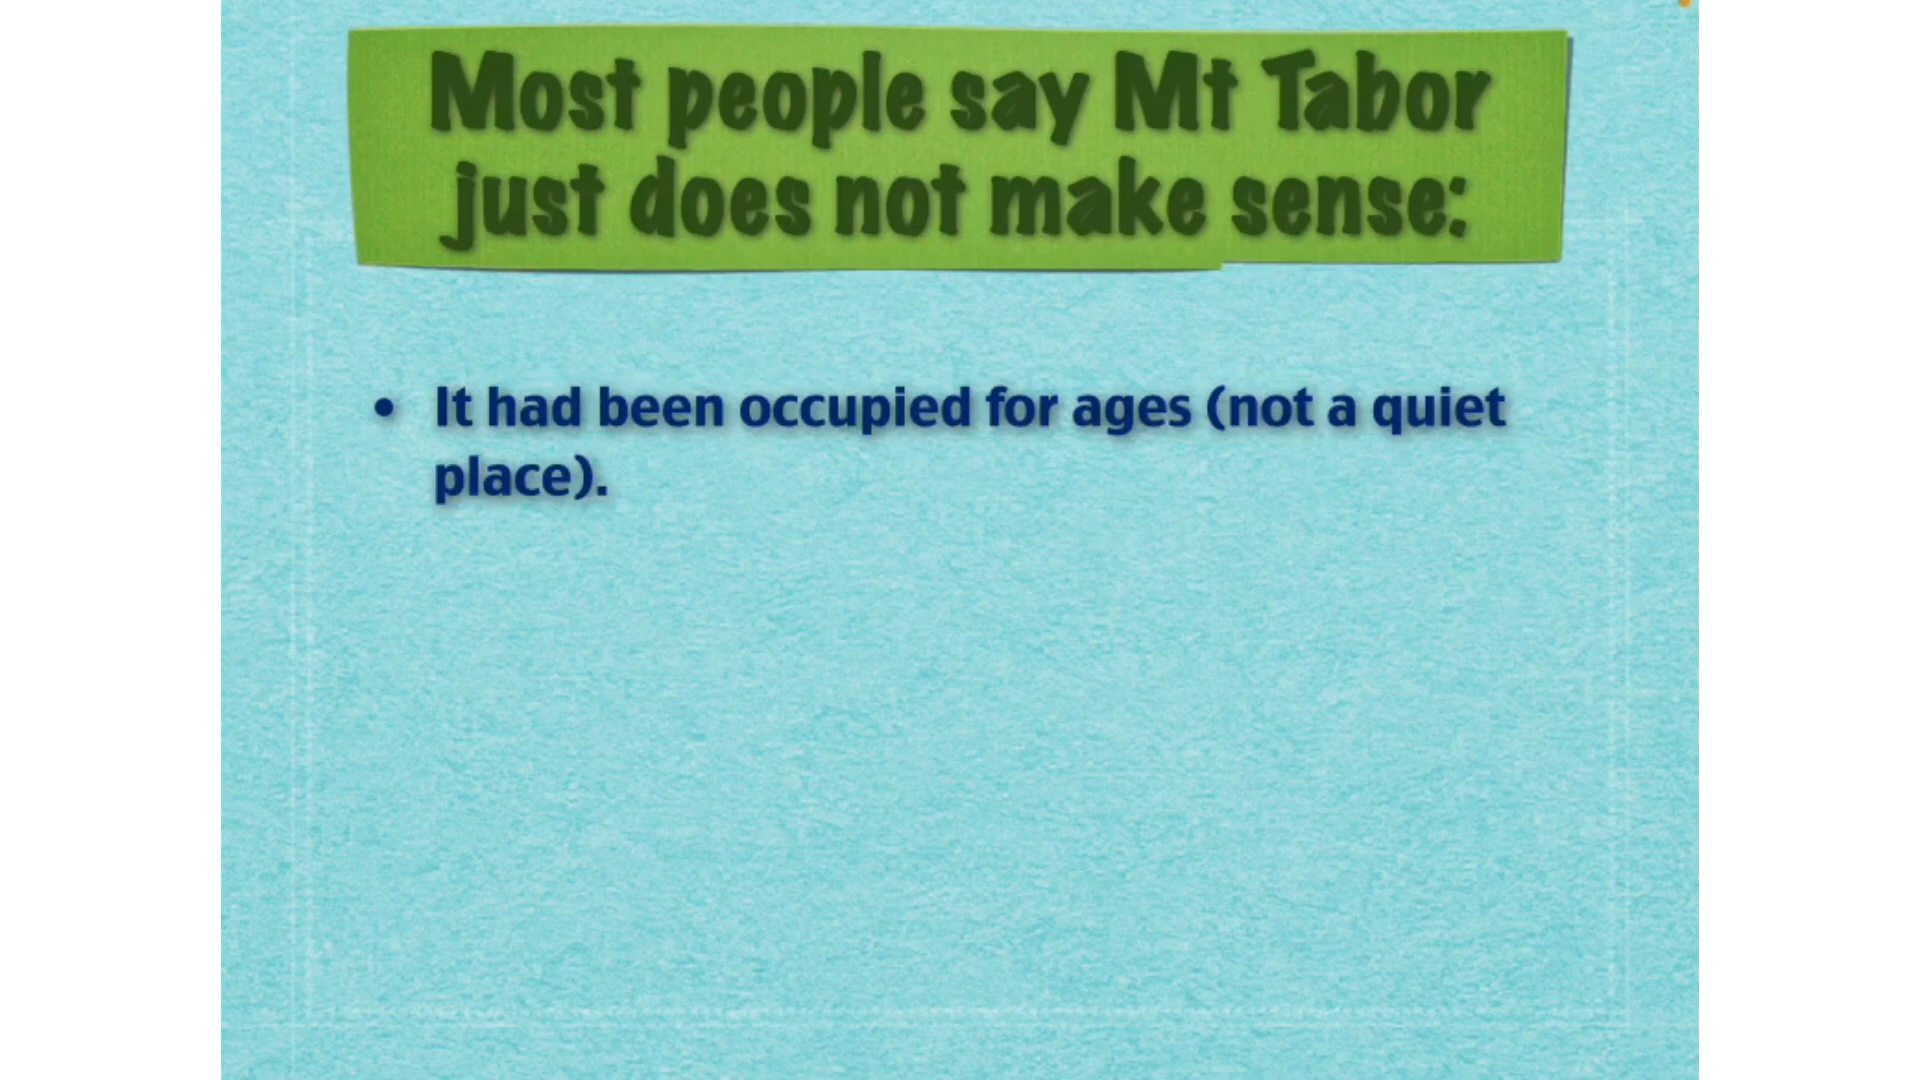 Most people say Mt Tabor
just does not make sense:
• It had been occupied for ages (not a quiet
place).